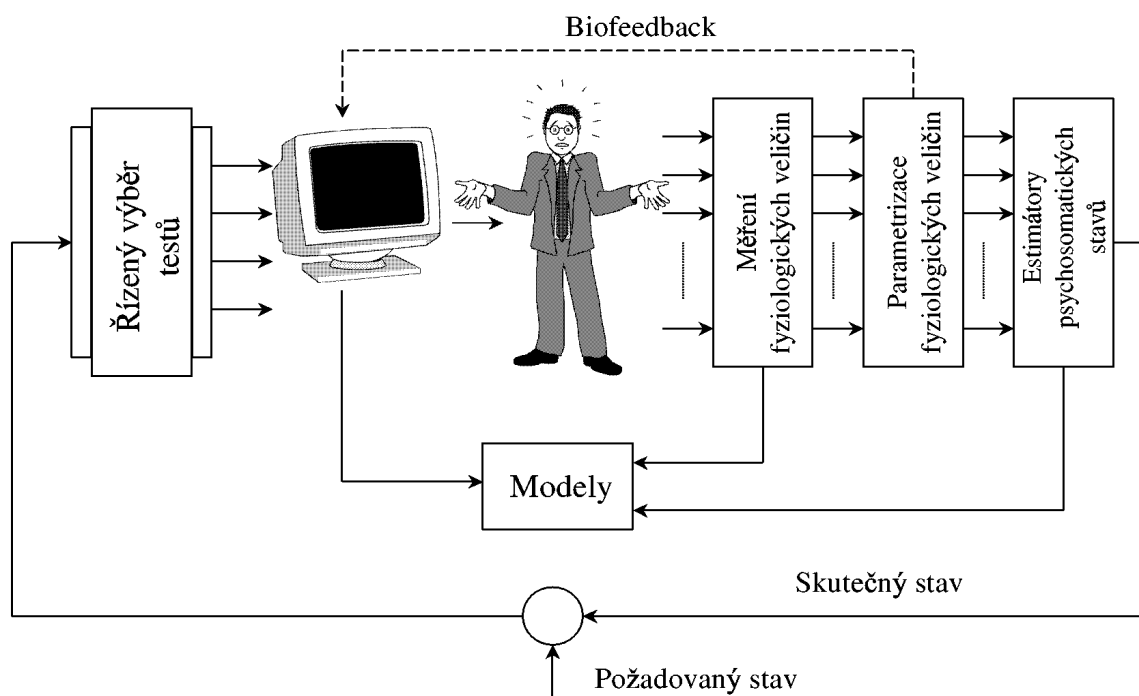 Biofeedback
Řízený výběr
testů
Měření
fyziologických veličin
Parametrizace
fyziologických veličin
Estimátory
psychosomatických
stavů
Modely
Skutečný stav
Požadovaný stav